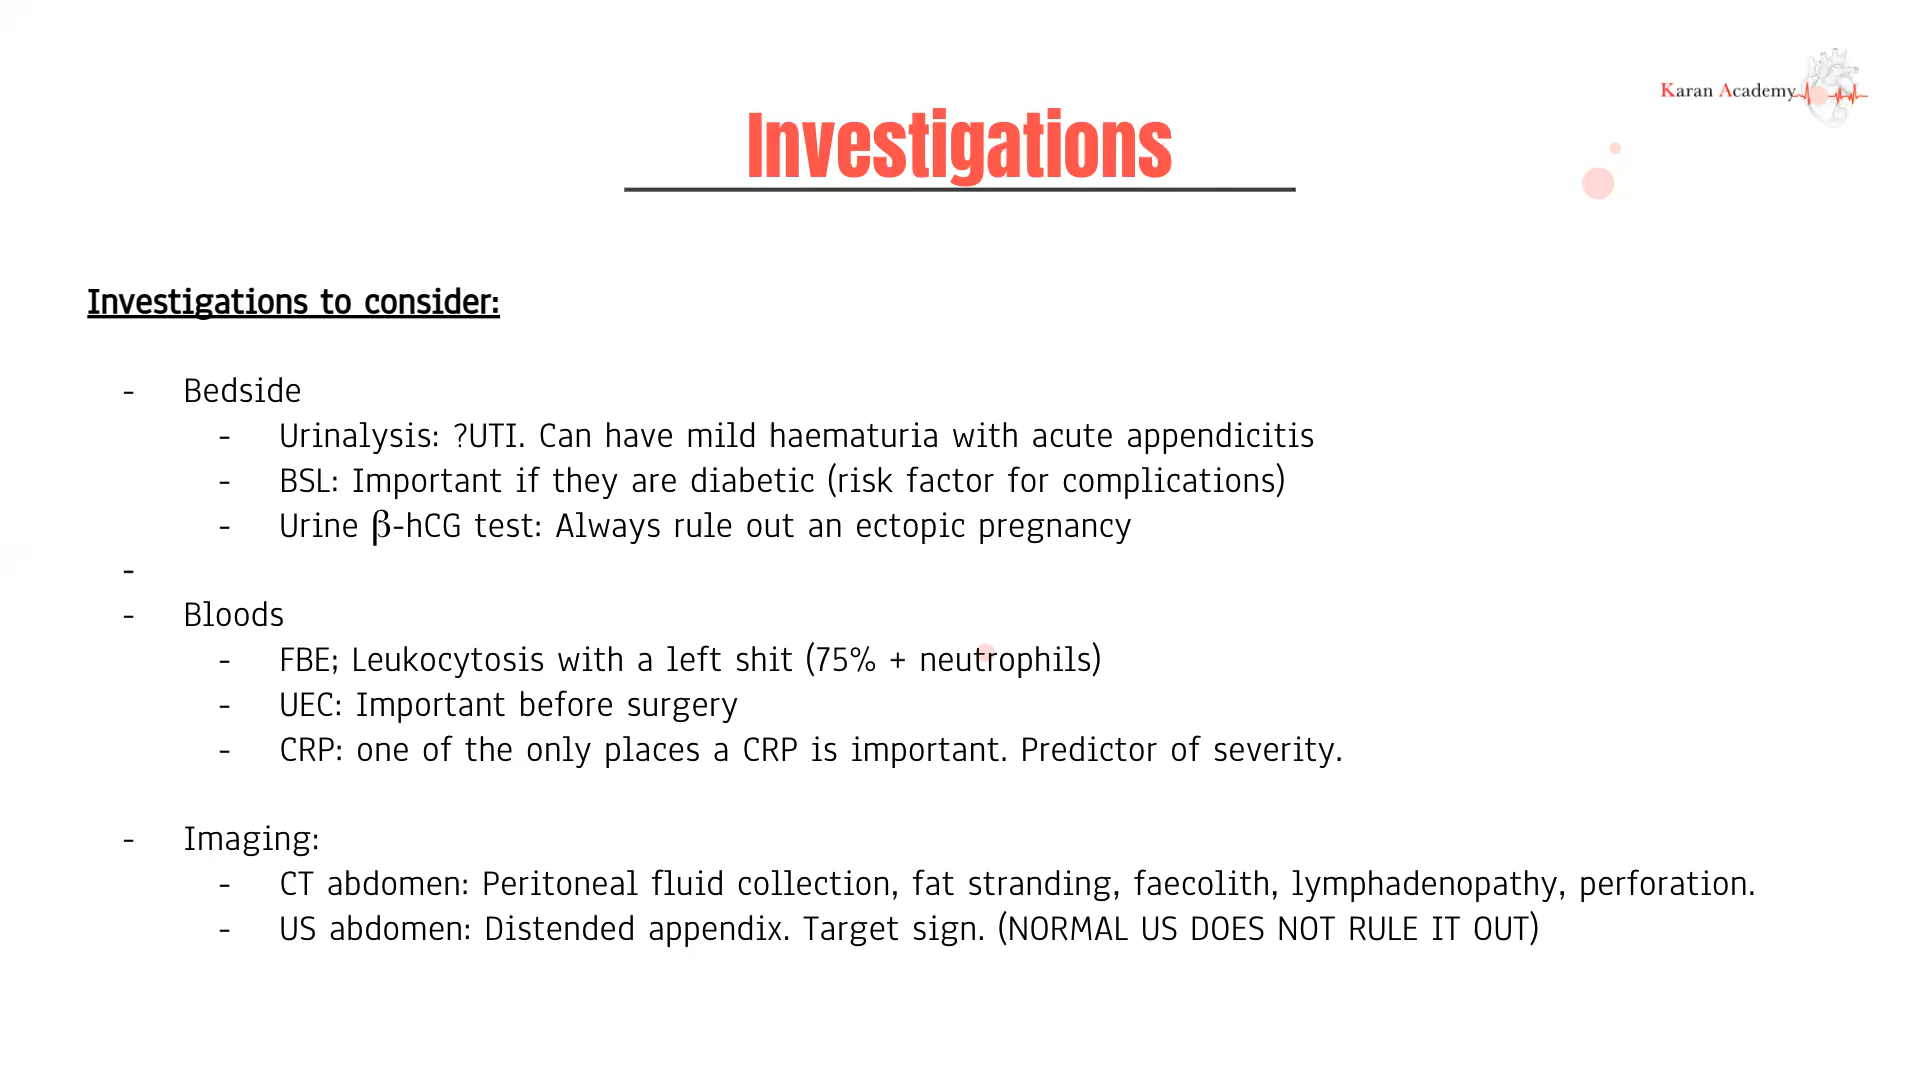 Karan Academy
Investigations
Investigations to consider:
- Bedside
- Urinalysis: ?UTI. Can have mild haematuria with acute appendicitis
- BSL: Important if they are diabetic (risk factor for complications)
- Urine β-hCG test: Always rule out an ectopic pregnancy
-
- Bloods
- FBE; Leukocytosis with a left shit (75% + neutrophils)
- UEC: Important before surgery
- CRP: one of the only places a CRP is important. Predictor of severity.
- Imaging:
- CT abdomen: Peritoneal fluid collection, fat stranding, faecolith, lymphadenopathy, perforation.
- US abdomen: Distended appendix. Target sign. (NORMAL US DOES NOT RULE IT OUT)